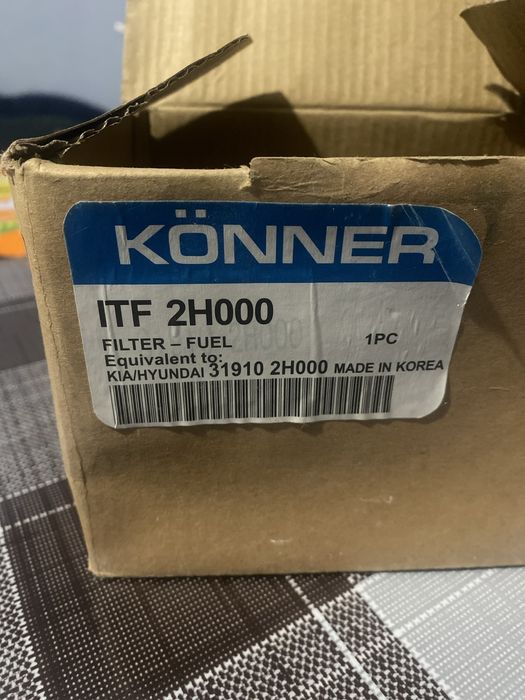 KÖNNER
ITF 2H000
FILTER – FUEL 1PC
Equivalent to:
KIA/HYUNDAI 31910 2H000 MADE IN KOREA